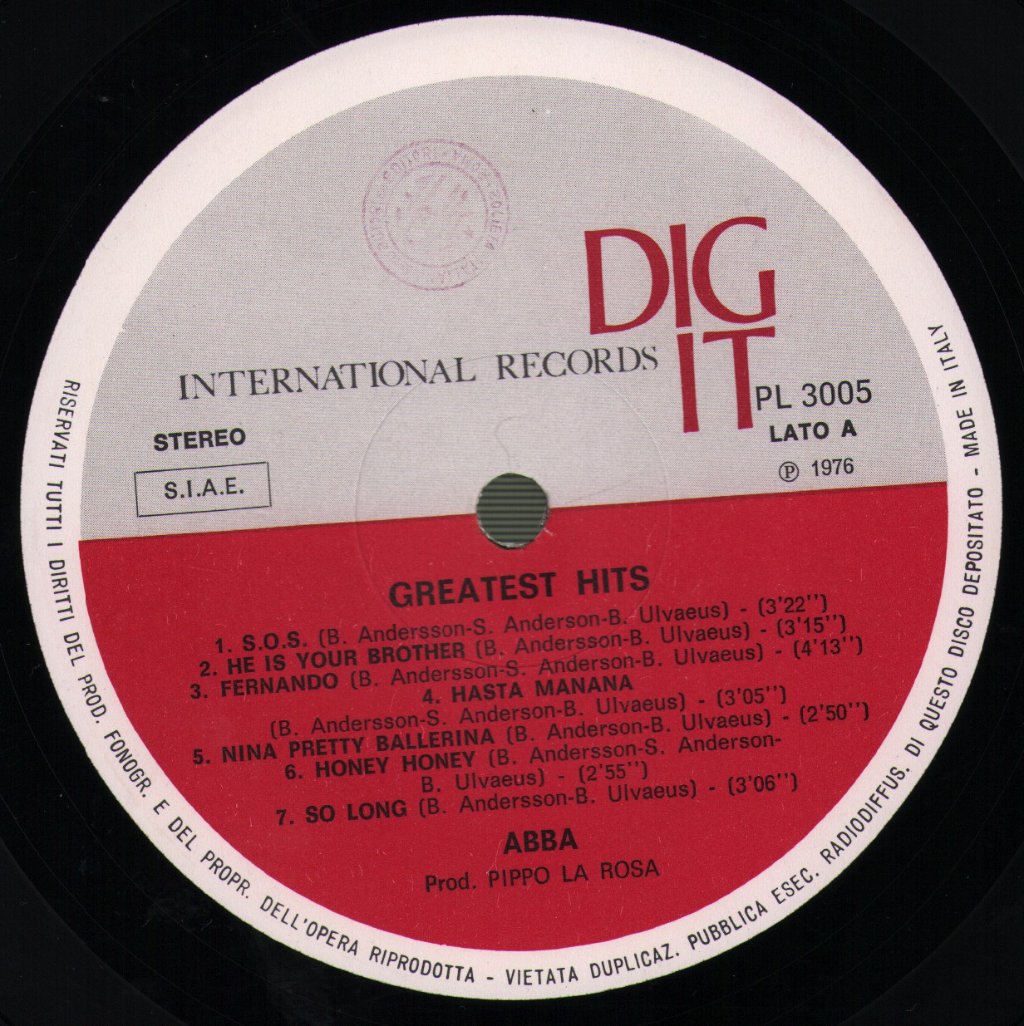 DIG
IT
INTERNATIONAL RECORDS
PL 3005
STEREO
LATO A
S.I.A.E.
Ⓟ 1976
GREATEST HITS
1. S.O.S. (B. Andersson-S. Anderson-B. Ulvaeus) - (3'22'')
2. HE IS YOUR BROTHER (B. Andersson-B. Ulvaeus) - (3'15'')
3. FERNANDO (B. Andersson-S. Anderson-B. Ulvaeus) - (4'13'')
4. HASTA MANANA
(B. Andersson-S. Anderson-B. Ulvaeus) - (3'05'')
5. NINA PRETTY BALLERINA (B. Andersson-B. Ulvaeus) - (2'50'')
6. HONEY HONEY (B. Andersson-S. Anderson-
B. Ulvaeus) - (2'55'')
7. SO LONG (B. Andersson-B. Ulvaeus) - (3'06'')
ABBA
Prod. PIPPO LA ROSA
RISERVATI TUTTI I DIRITTI DEL PROD. FONOGR. E DEL PROPR. DELL'OPERA RIPRODOTTA - VIETATA DUPLICAZ. PUBBLICA ESEC. RADIODIFFUS. DI QUESTO DISCO DEPOSITATO - MADE IN ITALY